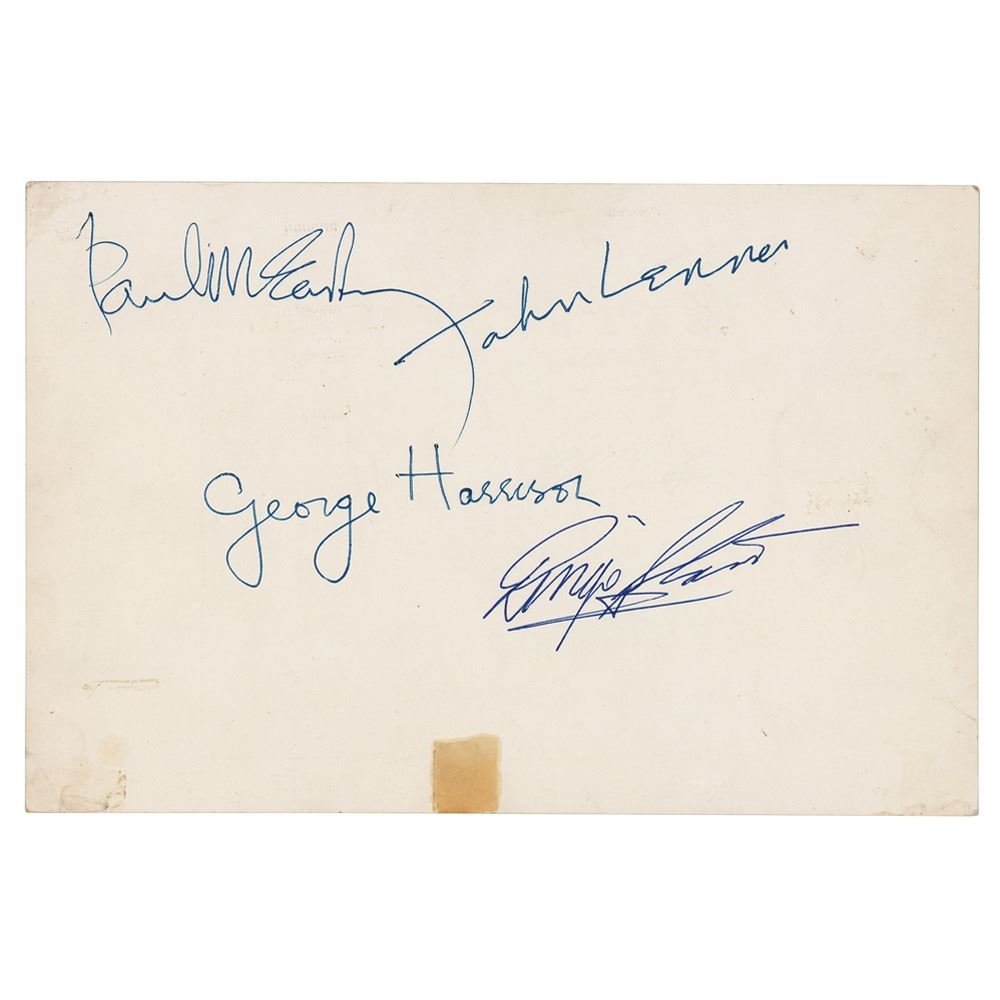 Paul McCartney
John Lennon
George Harrison
Ringo Starr